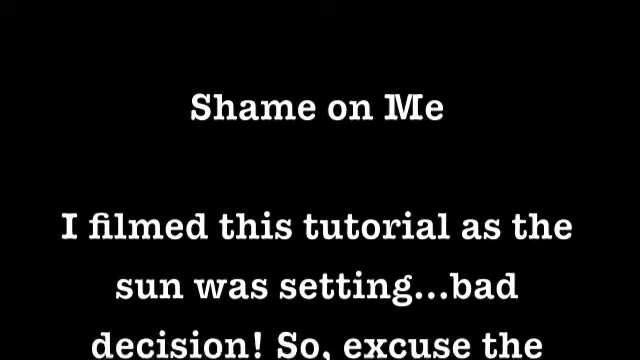 Shame on Me
I filmed this tutorial as the
sun was setting...bad
decision! So, excuse the